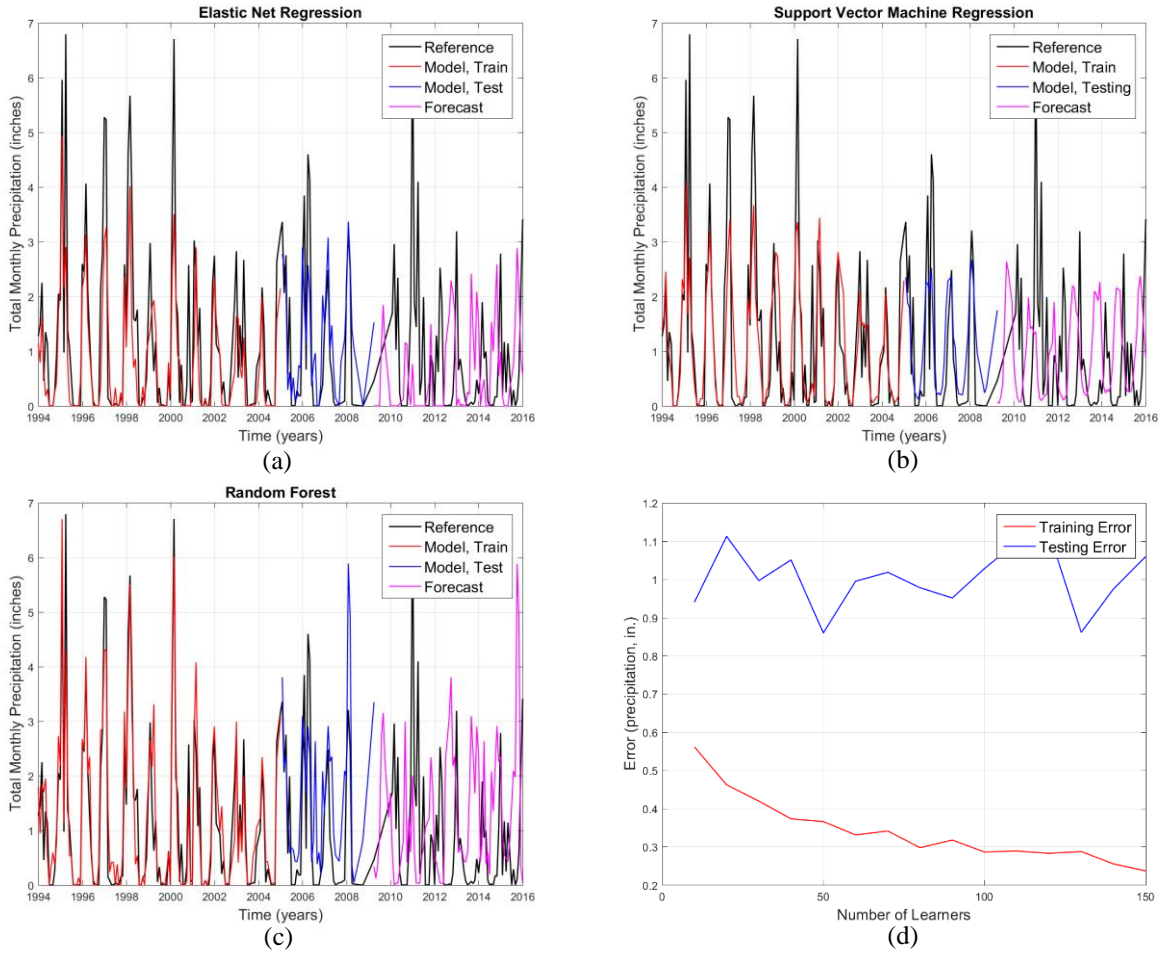 Elastic Net Regression
Total Monthly Precipitation (inches)
7
6
5
4
3
2
1
0
Reference
Model, Train
Model, Test
Forecast
1994 1996 1998 2000 2002 2004 2006 2008 2010 2012 2014 2016
Time (years)
(a)
Support Vector Machine Regression
Total Monthly Precipitation (inches)
7
6
5
4
3
2
1
0
Reference
Model, Train
Model, Testing
Forecast
1994 1996 1998 2000 2002 2004 2006 2008 2010 2012 2014 2016
Time (years)
(b)
Random Forest
Total Monthly Precipitation (inches)
7
6
5
4
3
2
1
0
Reference
Model, Train
Model, Test
Forecast
1994 1996 1998 2000 2002 2004 2006 2008 2010 2012 2014 2016
Time (years)
(c)
Error (precipitation, in.)
1.2
1.1
1
0.9
0.8
0.7
0.6
0.5
0.4
0.3
0.2
Training Error
Testing Error
0 50 100 150
Number of Learners
(d)